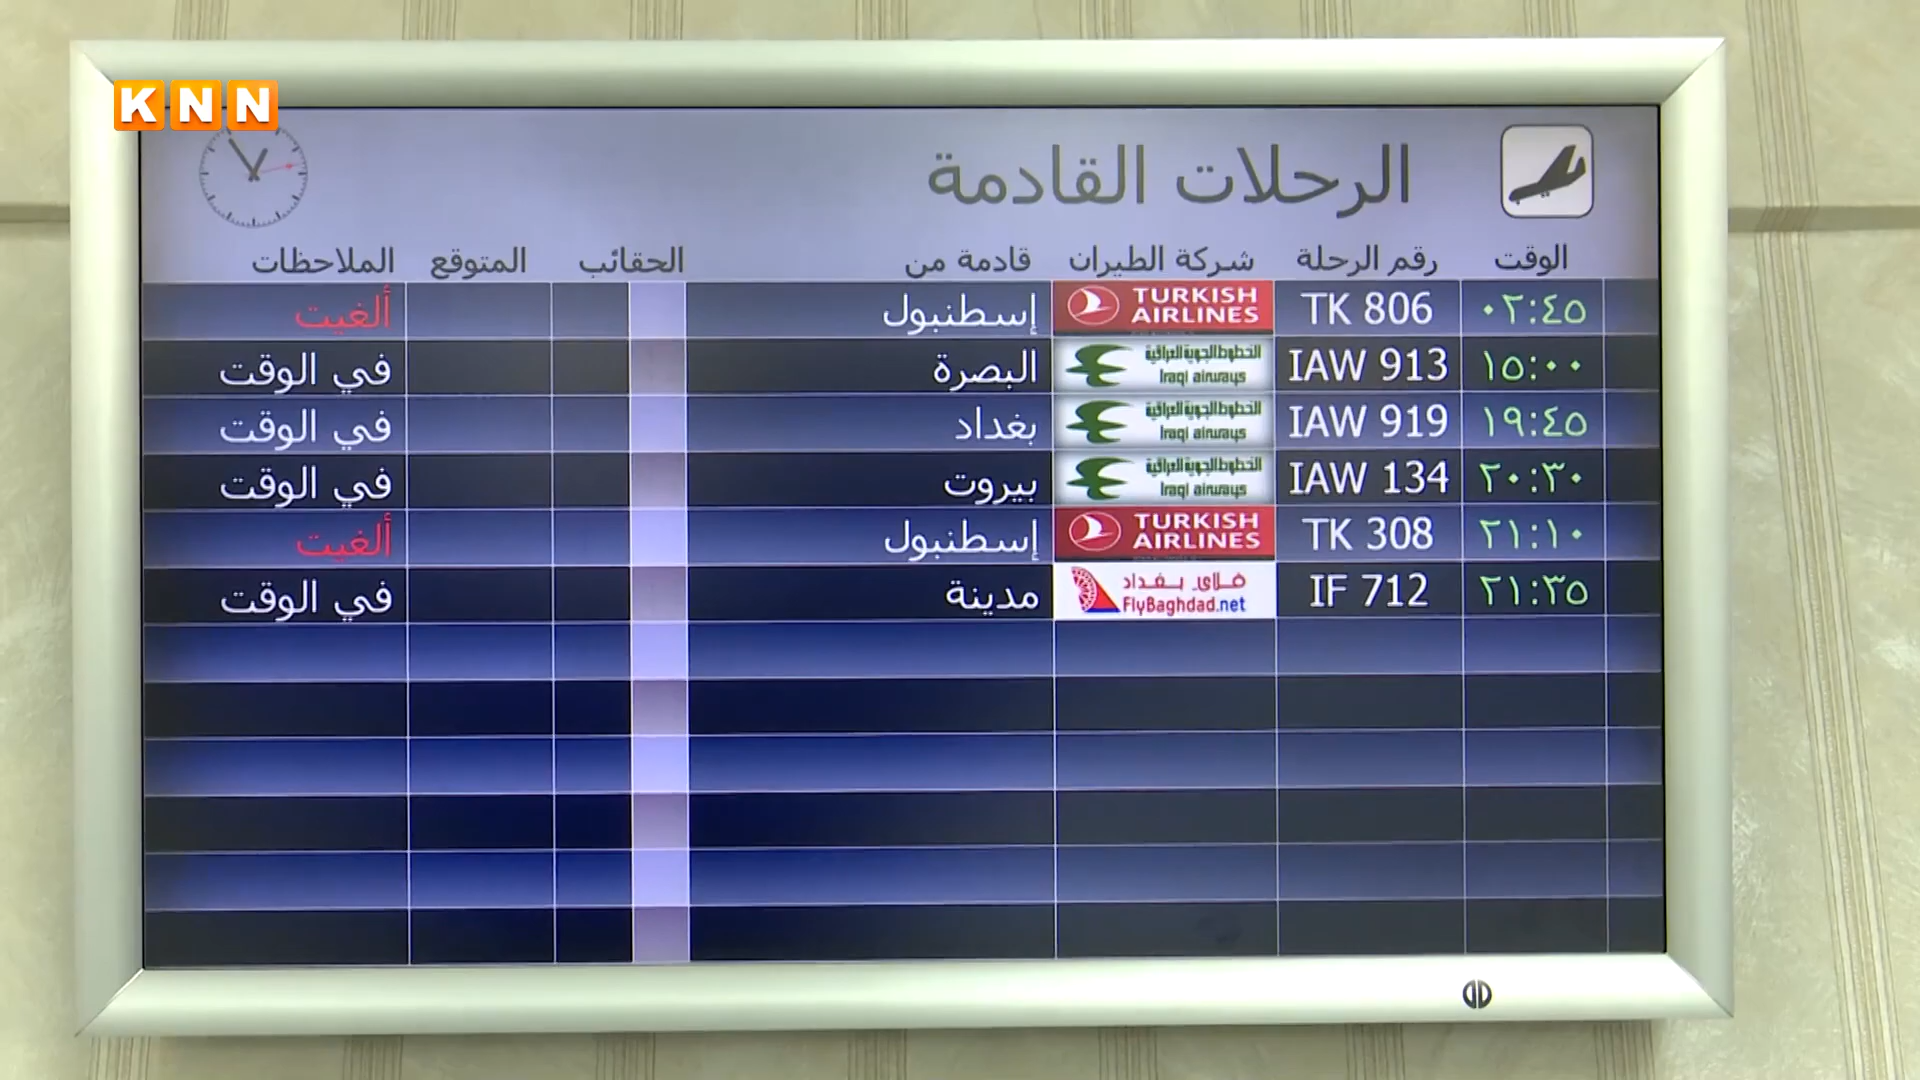 KNN
الرحلات القادمة
الوقت رقم الرحلة شركة الطيران قادمة من الحقائب المتوقع الملاحظات
٠٢:٤٥ TK 806 TURKISH AIRLINES إسطنبول ألغيت
١٥:٠٠ IAW 913 الخطوط الجوية العراقية Iraqi airways البصرة في الوقت
١٩:٤٥ IAW 919 الخطوط الجوية العراقية Iraqi airways بغداد في الوقت
٢٠:٣٠ IAW 134 الخطوط الجوية العراقية Iraqi airways بيروت في الوقت
٢١:١٠ TK 308 TURKISH AIRLINES إسطنبول ألغيت
٢١:٣٥ IF 712 فلاي بغداد FlyBaghdad.net مدينة في الوقت